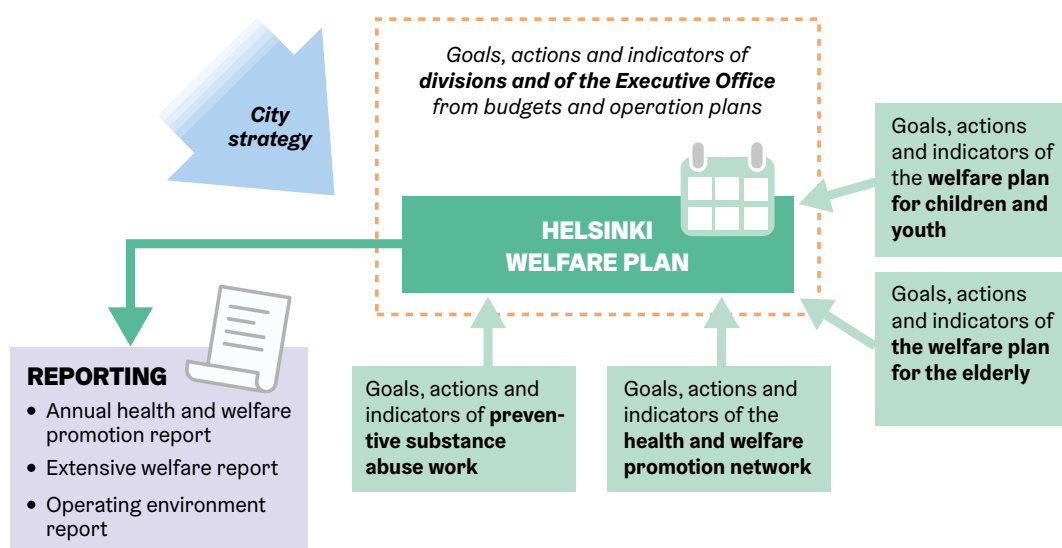 City
strategy
Goals, actions and indicators of
divisions and of the Executive Office
from budgets and operation plans
HELSINKI
WELFARE PLAN
Goals, actions
and indicators of
the welfare plan
for children and
youth
Goals, actions
and indicators of
the welfare plan
for the elderly
Goals, actions and
indicators of preven-
tive substance
abuse work
Goals, actions and
indicators of the
health and welfare
promotion network
REPORTING
• Annual health and welfare
promotion report
• Extensive welfare report
• Operating environment
report